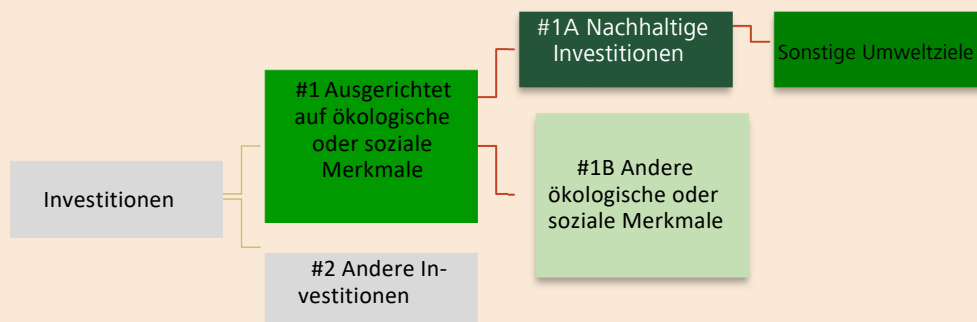 Investitionen
#1 Ausgerichtet
auf ökologische
oder soziale
Merkmale
#2 Andere In-
vestitionen
#1A Nachhaltige
Investitionen
#1B Andere
ökologische oder
soziale Merkmale
Sonstige Umweltziele